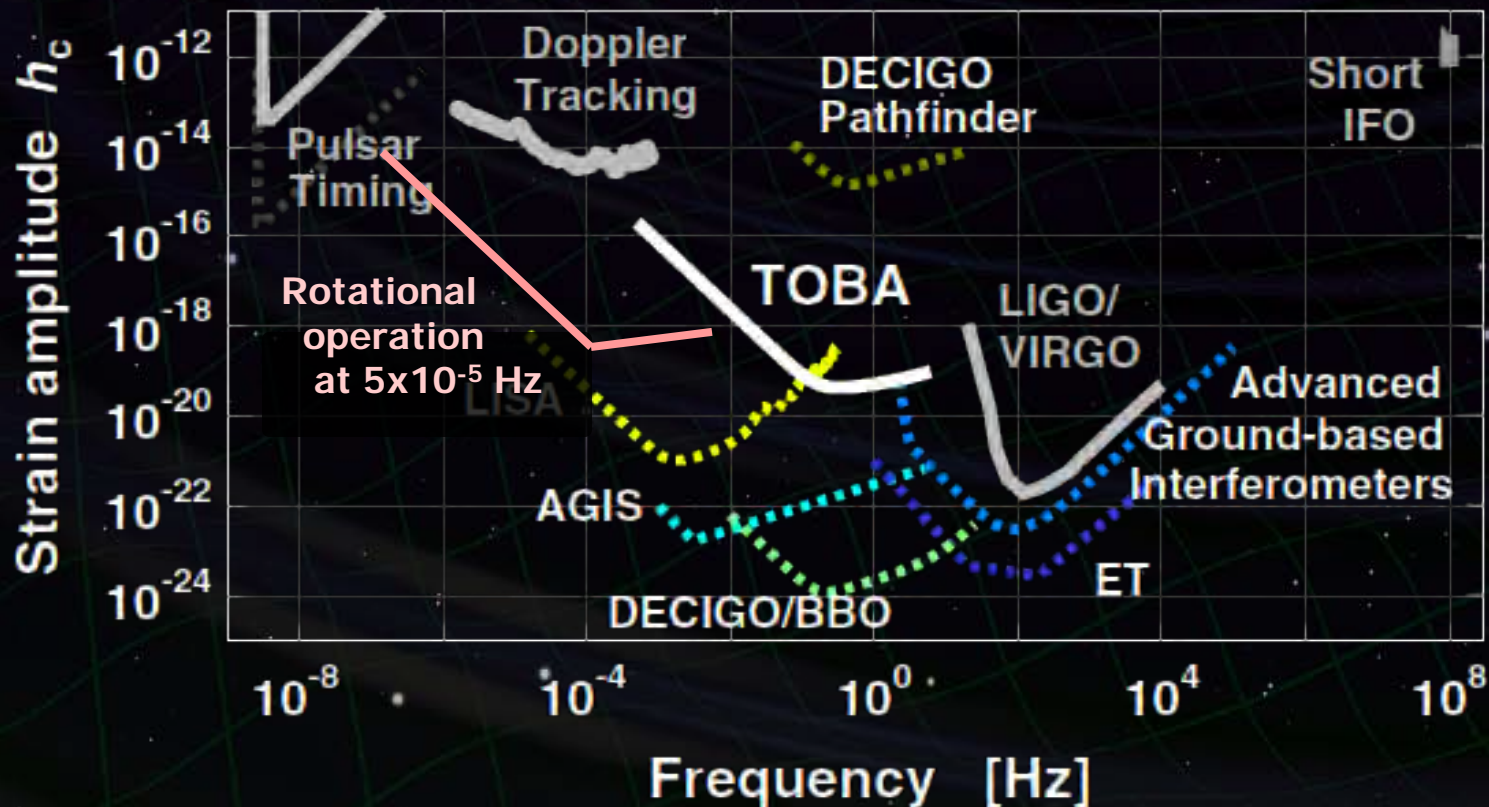 Strain amplitude h_c
10^-12
10^-14
10^-16
10^-18
10^-20
10^-22
10^-24
Pulsar
Timing
Doppler
Tracking
DECIGO
Pathfinder
Short
IFO
Rotational
operation
at 5x10^-5 Hz
LISA
TOBA
LIGO/
VIRGO
Advanced
Ground-based
Interferometers
AGIS
DECIGO/BBO
ET
10^-8
10^-4
10^0
10^4
10^8
Frequency [Hz]